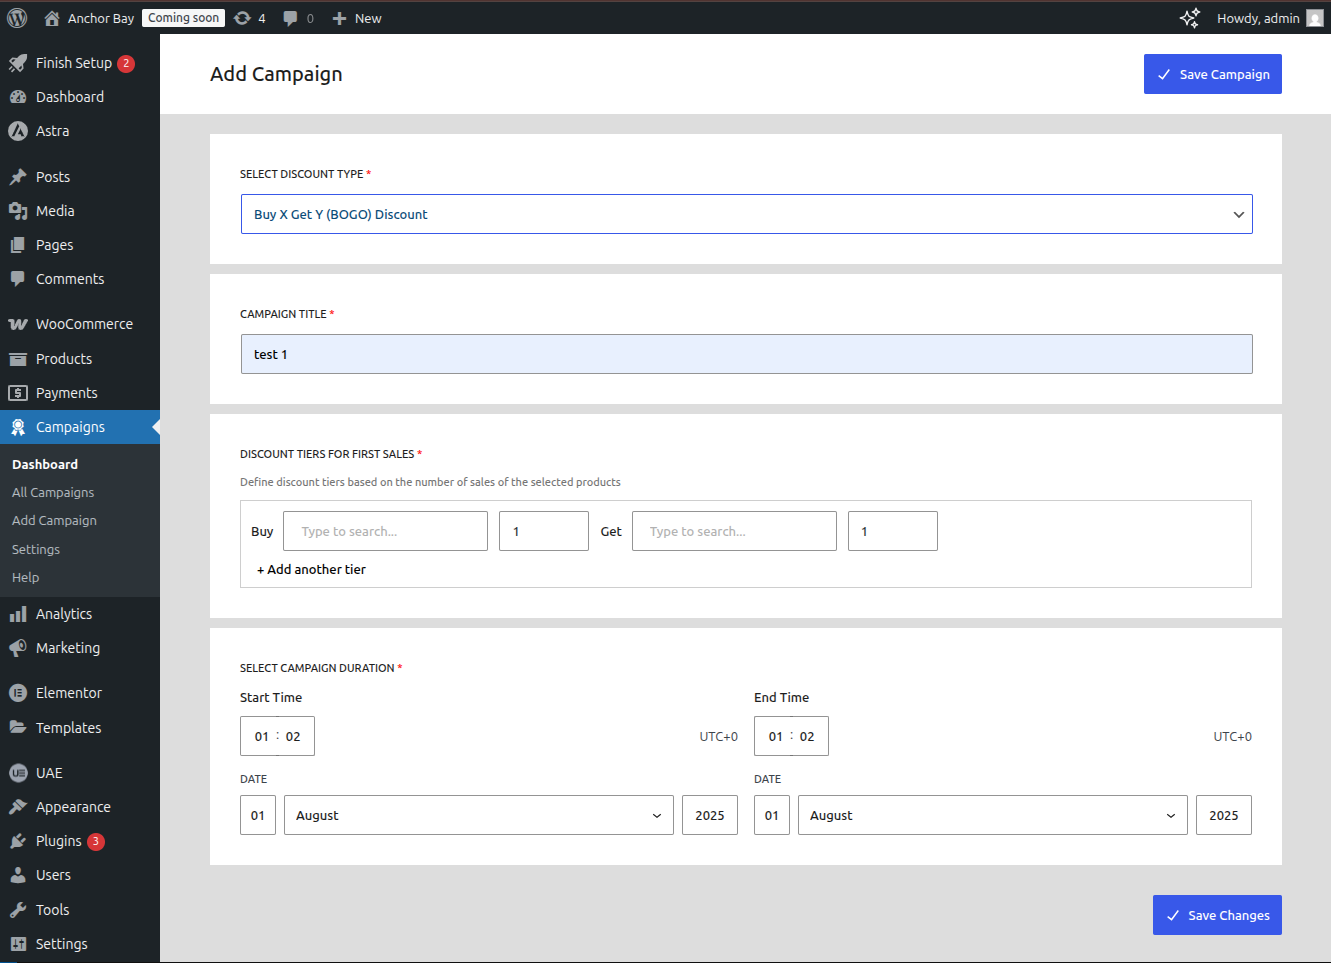 Anchor Bay Coming soon 4 0 New Howdy, admin
Finish Setup 2
Dashboard
Astra
Posts
Media
Pages
Comments
WooCommerce
Products
Payments
Campaigns
Dashboard
All Campaigns
Add Campaign
Settings
Help
Analytics
Marketing
Elementor
Templates
UAE
Appearance
Plugins 3
Users
Tools
Settings
Add Campaign Save Campaign
SELECT DISCOUNT TYPE *
Buy X Get Y (BOGO) Discount
CAMPAIGN TITLE *
test 1
DISCOUNT TIERS FOR FIRST SALES *
Define discount tiers based on the number of sales of the selected products
Buy Type to search... 1 Get Type to search... 1
+ Add another tier
SELECT CAMPAIGN DURATION *
Start Time End Time
01 : 02 UTC+0 01 : 02 UTC+0
DATE DATE
01 August 2025 01 August 2025
Save Changes